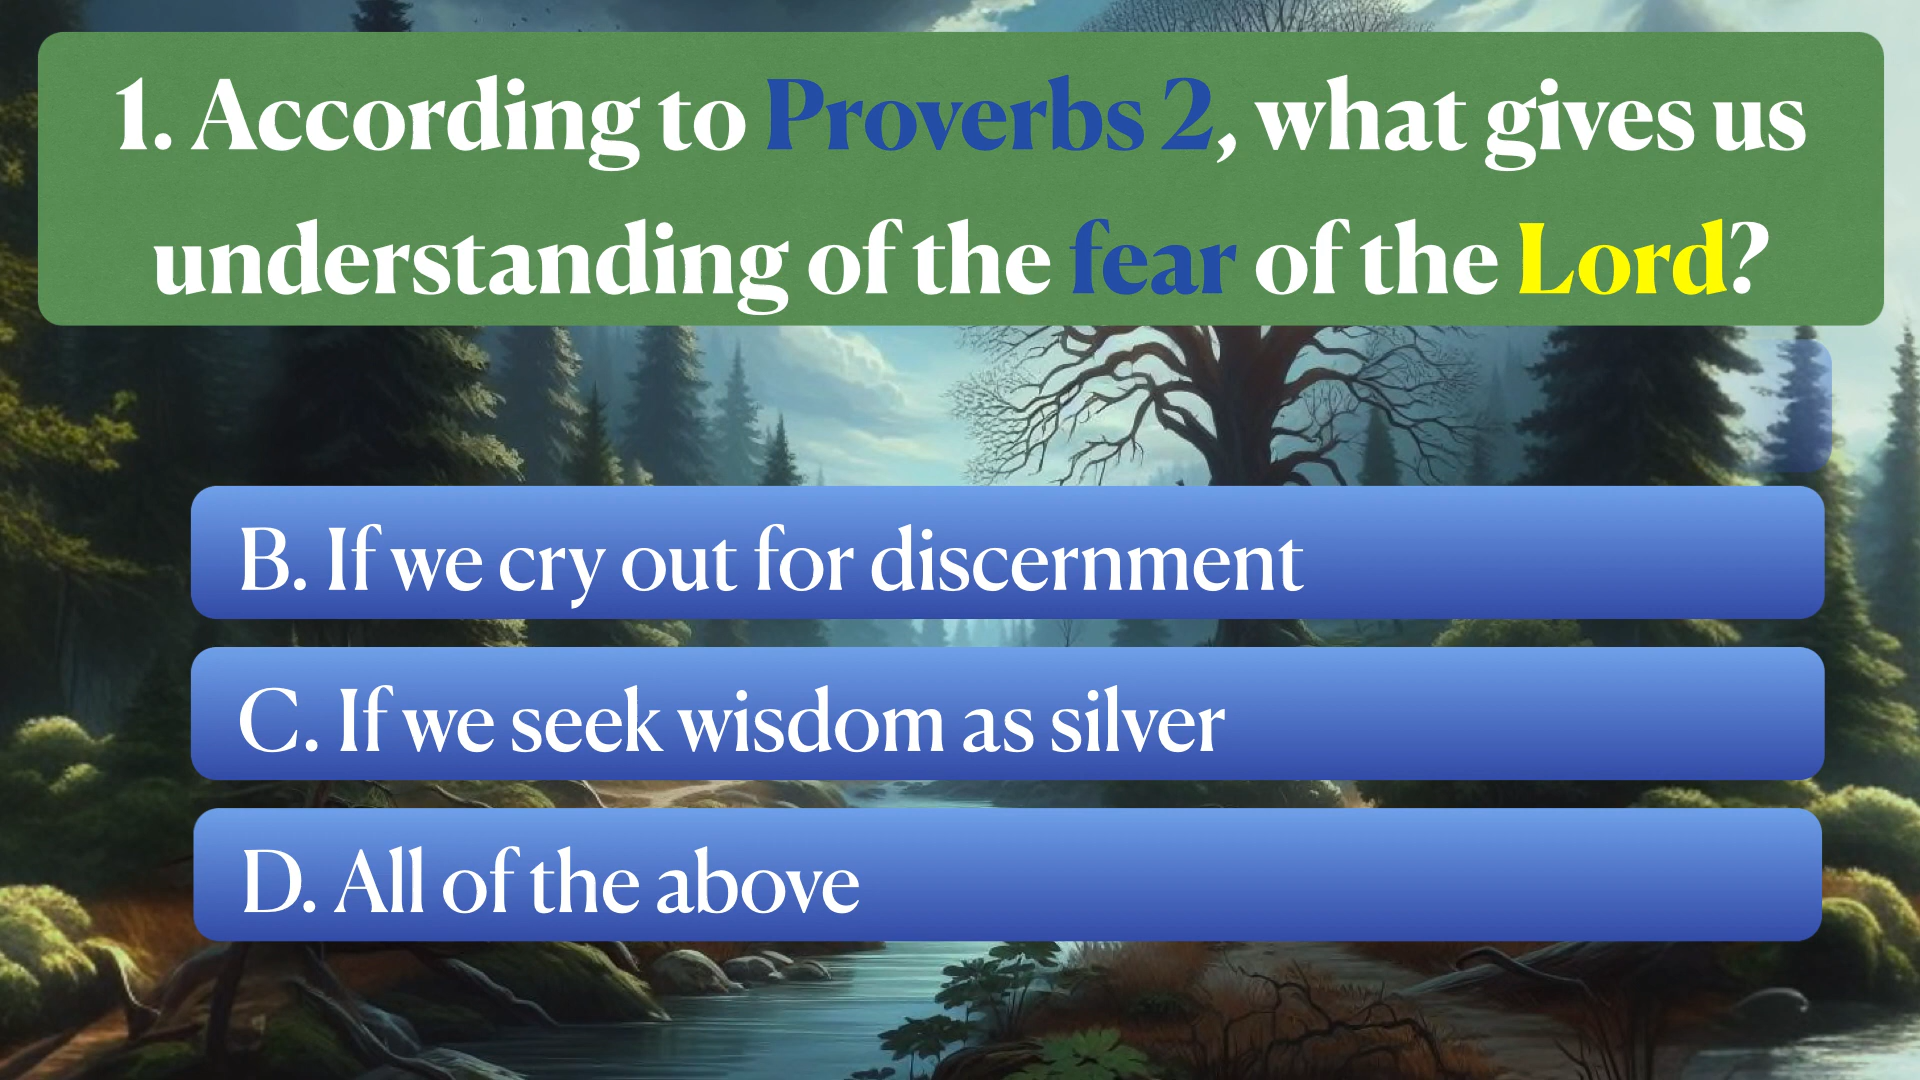 1. According to Proverbs 2, what gives us
understanding of the fear of the Lord?
B. If we cry out for discernment
C. If we seek wisdom as silver
D. All of the above